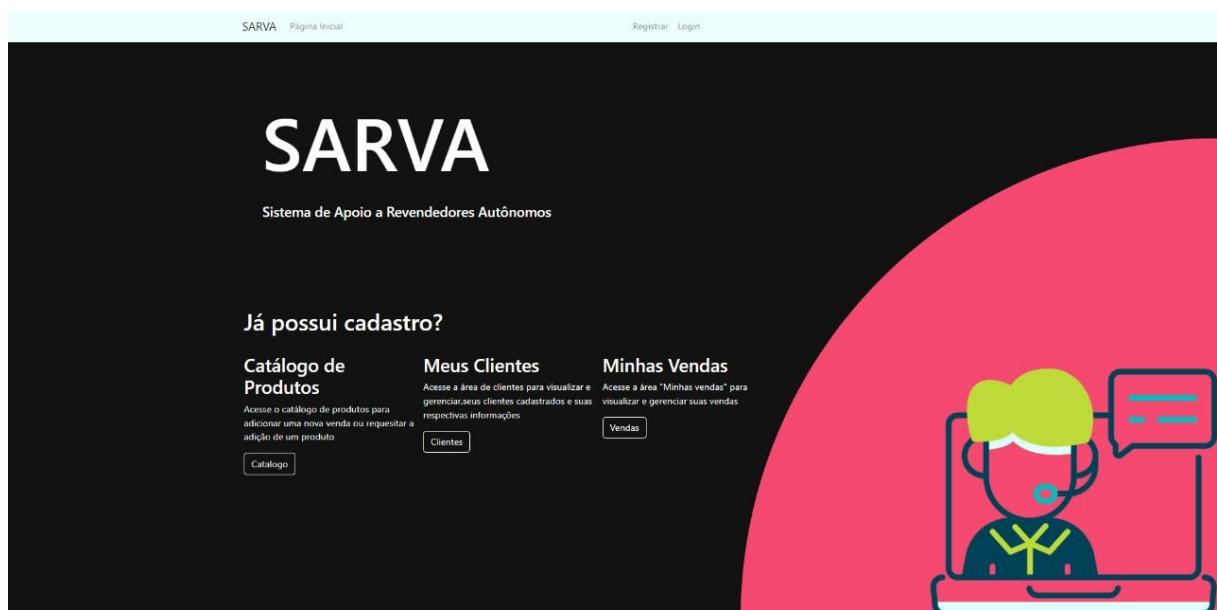 SARVA Página Inicial Registrar Login
SARVA
Sistema de Apoio a Revendedores Autônomos
Já possui cadastro?
Catálogo de
Produtos
Acesse o catálogo de produtos para
adicionar uma nova venda ou requesitar a
adição de um produto
Catalogo
Meus Clientes
Acesse a área de clientes para visualizar e
gerenciar.seus clientes cadastrados e suas
respectivas informações
Clientes
Minhas Vendas
Acesse a área "Minhas vendas" para
visualizar e gerenciar suas vendas
Vendas